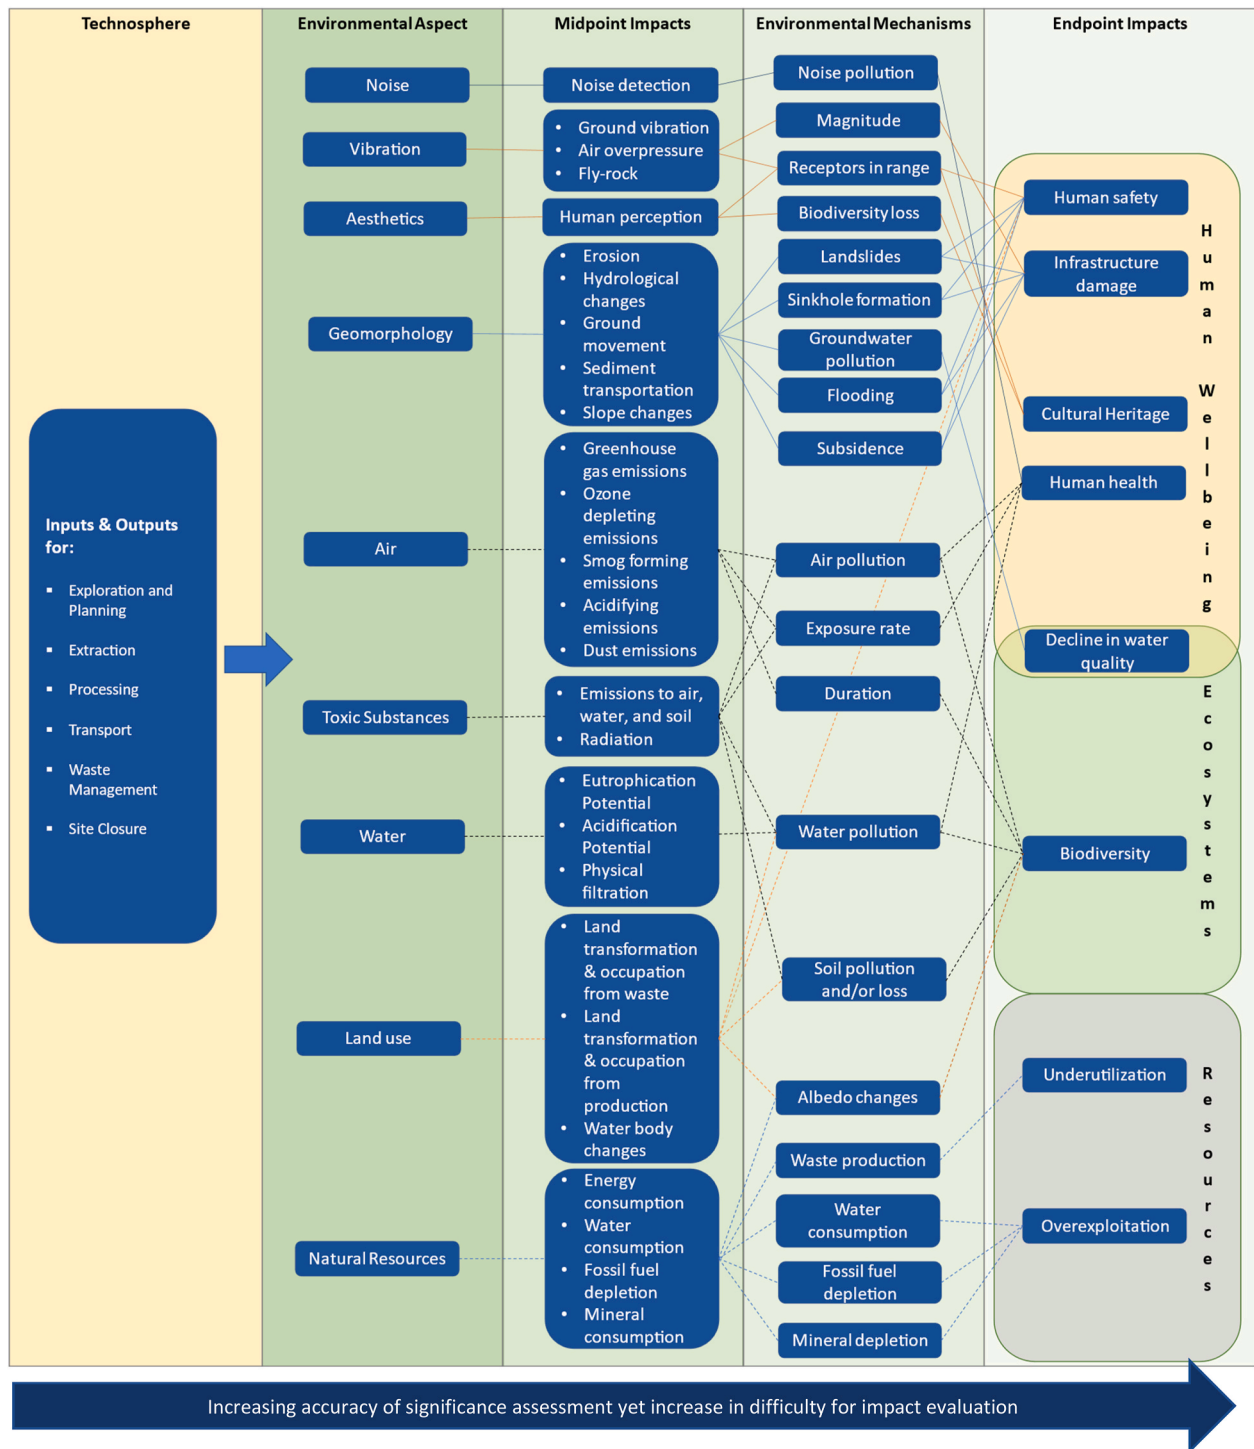 Technosphere
Environmental Aspect
Midpoint Impacts
Environmental Mechanisms
Endpoint Impacts
Inputs & Outputs
for:
Exploration and
Planning
Extraction
Processing
Transport
Waste
Management
Site Closure
Noise
Vibration
Aesthetics
Geomorphology
Air
Toxic Substances
Water
Land use
Natural Resources
Noise detection
• Ground vibration
• Air overpressure
• Fly-rock
Human perception
• Erosion
• Hydrological
changes
• Ground
movement
• Sediment
transportation
• Slope changes
• Greenhouse
gas emissions
• Ozone
depleting
emissions
• Smog forming
emissions
• Acidifying
emissions
• Dust emissions
• Emissions to air,
water, and soil
• Radiation
• Eutrophication
Potential
• Acidification
Potential
• Physical
filtration
• Land
transformation
& occupation
from waste
• Land
transformation
& occupation
from
production
• Water body
changes
• Energy
consumption
• Water
consumption
• Fossil fuel
depletion
• Mineral
consumption
Noise pollution
Magnitude
Receptors in range
Biodiversity loss
Landslides
Sinkhole formation
Groundwater
pollution
Flooding
Subsidence
Air pollution
Exposure rate
Duration
Water pollution
Soil pollution
and/or loss
Albedo changes
Waste production
Water
consumption
Fossil fuel
depletion
Mineral depletion
Human safety
Infrastructure
damage
Cultural Heritage
Human health
Decline in water
quality
Biodiversity
Underutilization
Overexploitation
Human Wellbeing
Ecosystems
Resources
Increasing accuracy of significance assessment yet increase in difficulty for impact evaluation